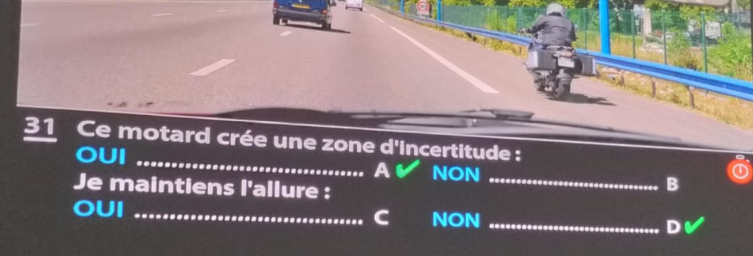 31 Ce motard crée une zone d'incertitude :
OUI ........................................ A ✔ NON ........................................ B
Je maintiens l'allure :
OUI ........................................ C NON ........................................ D ✔